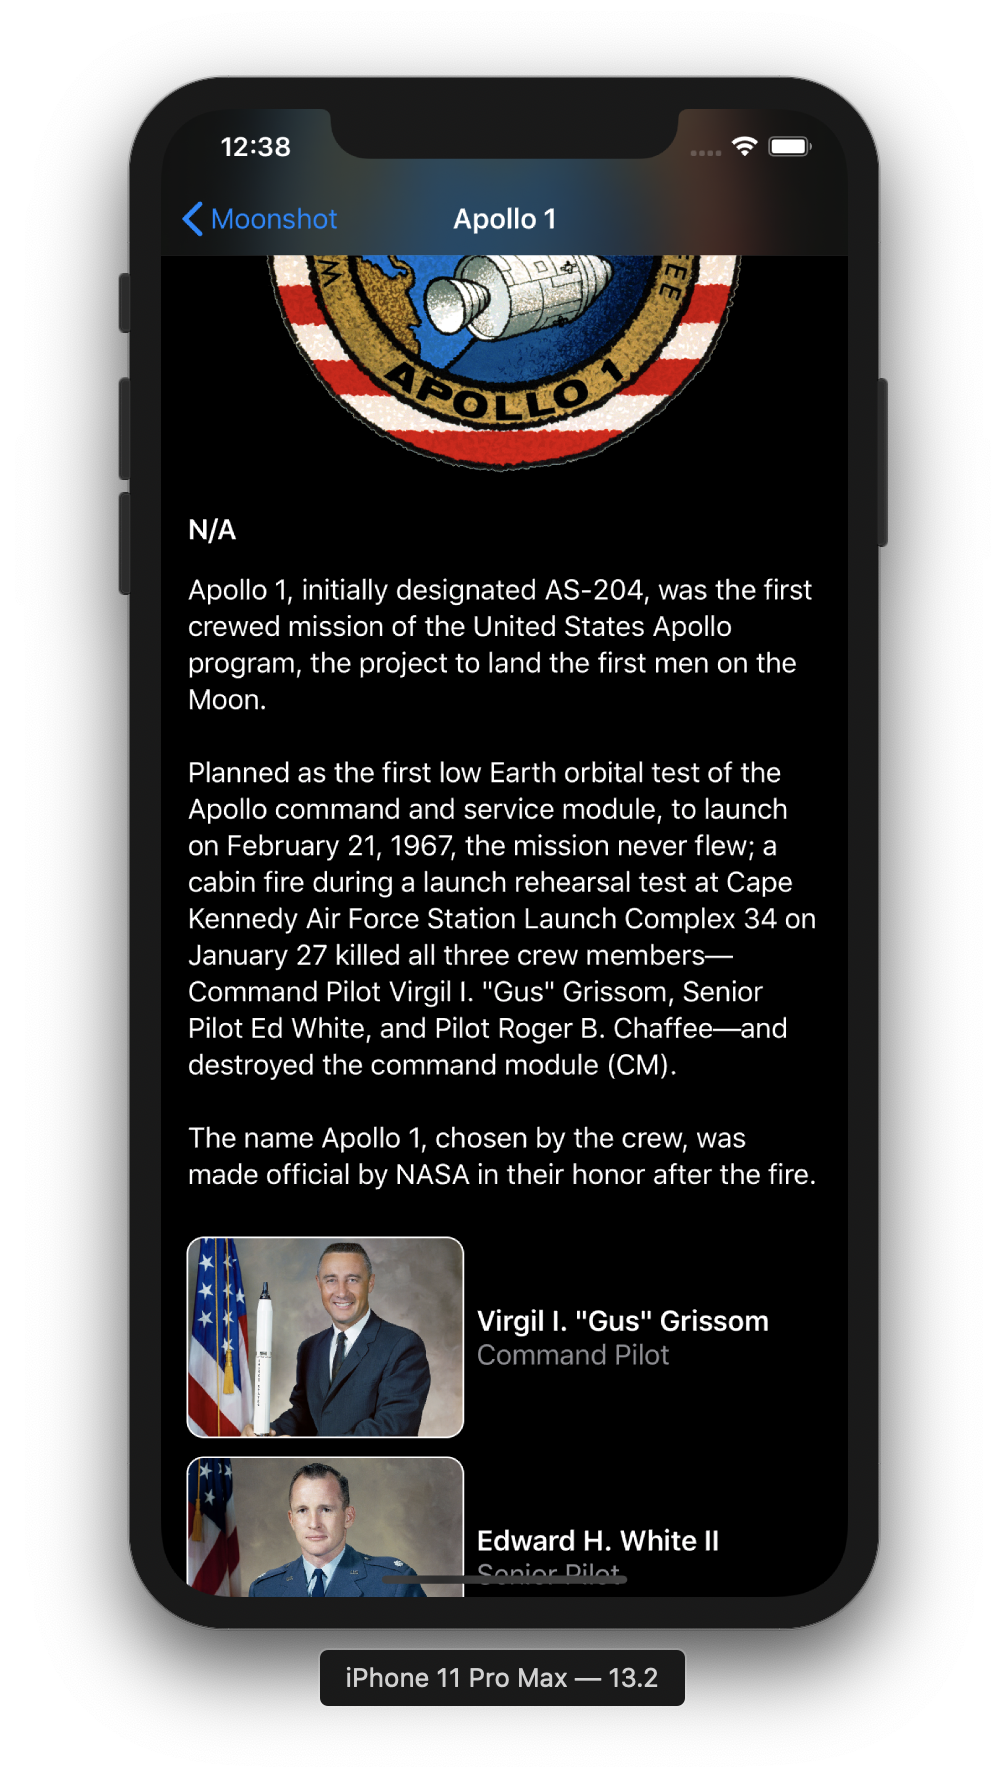 12:38
Moonshot
Apollo 1
W
FEE
APOLLO 1
N/A
Apollo 1, initially designated AS-204, was the first
crewed mission of the United States Apollo
program, the project to land the first men on the
Moon.
Planned as the first low Earth orbital test of the
Apollo command and service module, to launch
on February 21, 1967, the mission never flew; a
cabin fire during a launch rehearsal test at Cape
Kennedy Air Force Station Launch Complex 34 on
January 27 killed all three crew members—
Command Pilot Virgil I. "Gus" Grissom, Senior
Pilot Ed White, and Pilot Roger B. Chaffee—and
destroyed the command module (CM).
The name Apollo 1, chosen by the crew, was
made official by NASA in their honor after the fire.
Virgil I. "Gus" Grissom
Command Pilot
Edward H. White II
Senior Pilot
iPhone 11 Pro Max — 13.2